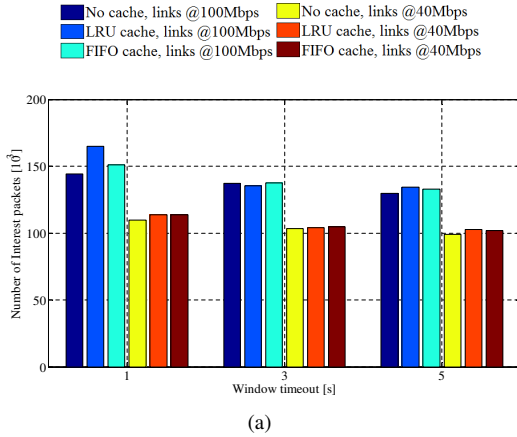 No cache, links @100Mbps No cache, links @40Mbps
LRU cache, links @100Mbps LRU cache, links @40Mbps
FIFO cache, links @100Mbps FIFO cache, links @40Mbps
Number of Interest packets [10^3]
200
150
100
50
0
1 3 5
Window timeout [s]
(a)